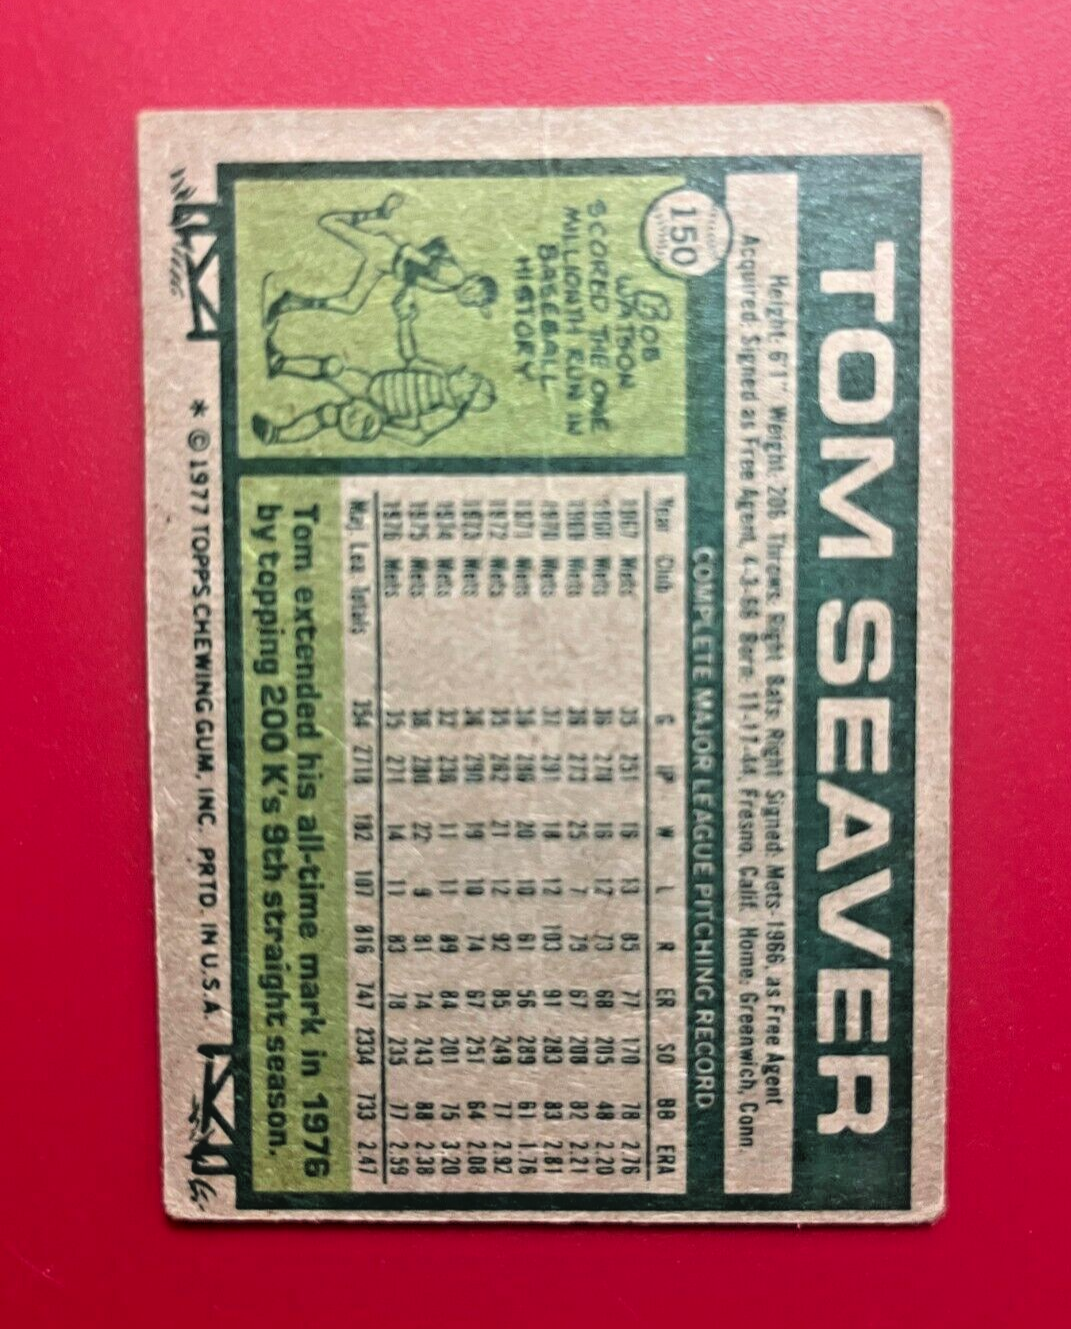 TOM SEAVER
Height: 6'1" Weight: 206 Throws: Right Bats: Right Signed: Mets-1966, as Free Agent
Acquired: Signed as Free Agent, 4-3-66 Born: 11-17-44, Fresno, Calif. Home: Greenwich, Conn.
150
BOB
WATSON
SCORED THE ONE
MILLIONTH RUN IN
BASEBALL
HISTORY
COMPLETE MAJOR LEAGUE PITCHING RECORD
Year Club G IP W L R ER SO BB ERA
1967 Mets 35 251 16 13 85 77 170 78 2.76
1968 Mets 36 278 16 12 73 68 205 48 2.20
1969 Mets 36 273 25 7 75 67 208 82 2.21
1970 Mets 37 291 18 12 103 91 283 83 2.81
1971 Mets 36 286 20 10 61 56 289 61 1.76
1972 Mets 35 262 21 12 92 85 249 77 2.92
1973 Mets 36 290 19 10 74 67 251 64 2.08
1974 Mets 32 236 11 11 89 84 201 75 3.20
1975 Mets 36 280 22 9 81 74 243 88 2.38
1976 Mets 35 271 14 11 83 78 235 77 2.59
Maj. Lea. Totals 354 2718 182 107 816 747 2334 733 2.47
Tom extended his all-time mark in 1976
by topping 200 K's 9th straight season.
* © 1977 TOPPS CHEWING GUM, INC. PRTD. IN U.S.A.